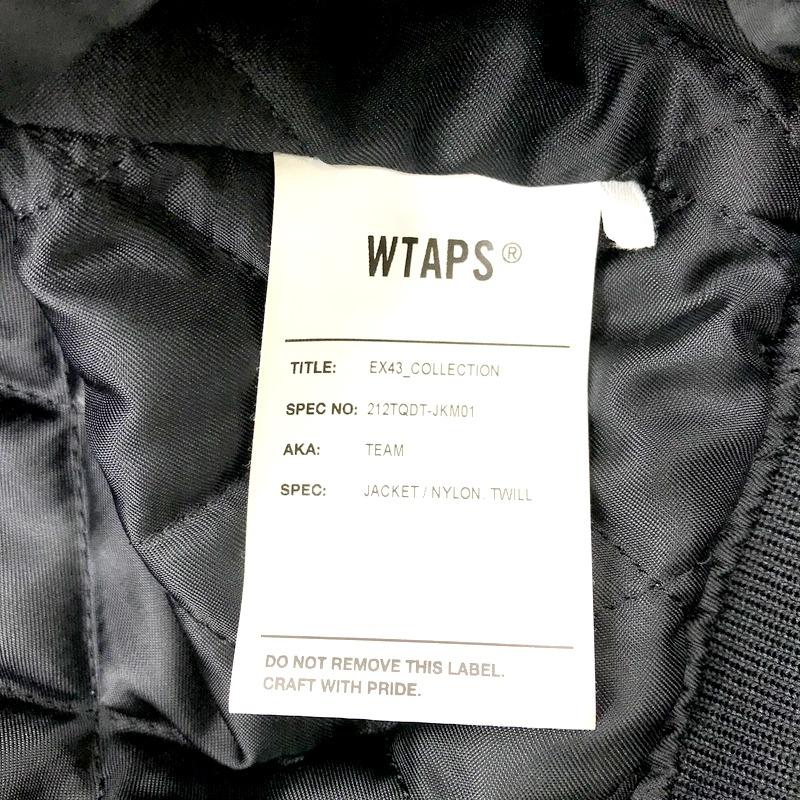 WTAPS®
TITLE: EX43_COLLECTION
SPEC NO: 212TQDT-JKM01
AKA: TEAM
SPEC: JACKET / NYLON. TWILL
DO NOT REMOVE THIS LABEL.
CRAFT WITH PRIDE.